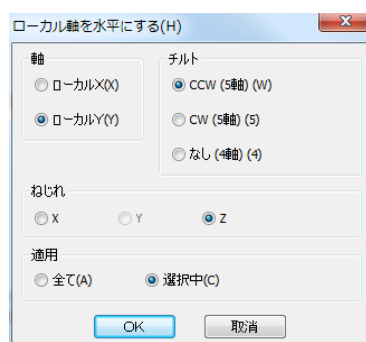 ローカル軸を水平にする(H)
軸
ローカルX(X)
ローカルY(Y)
チルト
CCW (5軸) (W)
CW (5軸) (5)
なし (4軸) (4)
ねじれ
X Y Z
適用
全て(A) 選択中(C)
OK 取消